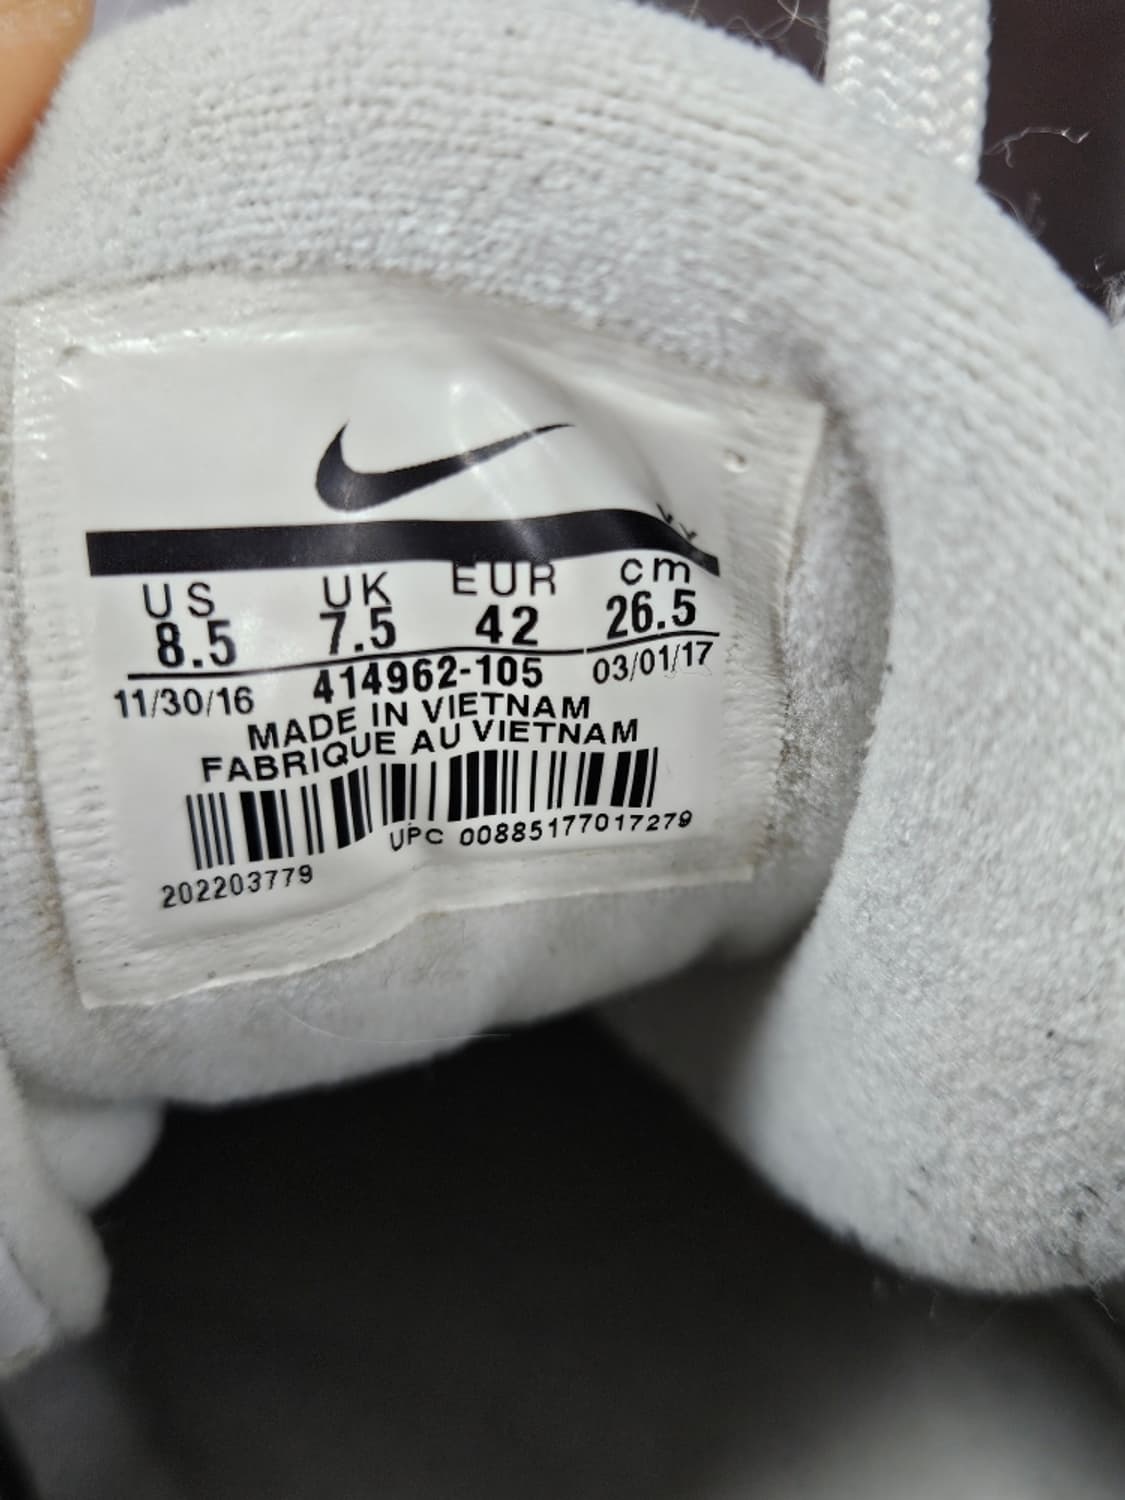 US UK EUR cm
8.5 7.5 42 26.5
11/30/16 414962-105 03/01/17
MADE IN VIETNAM
FABRIQUE AU VIETNAM
UPC 00885177017279
202203779